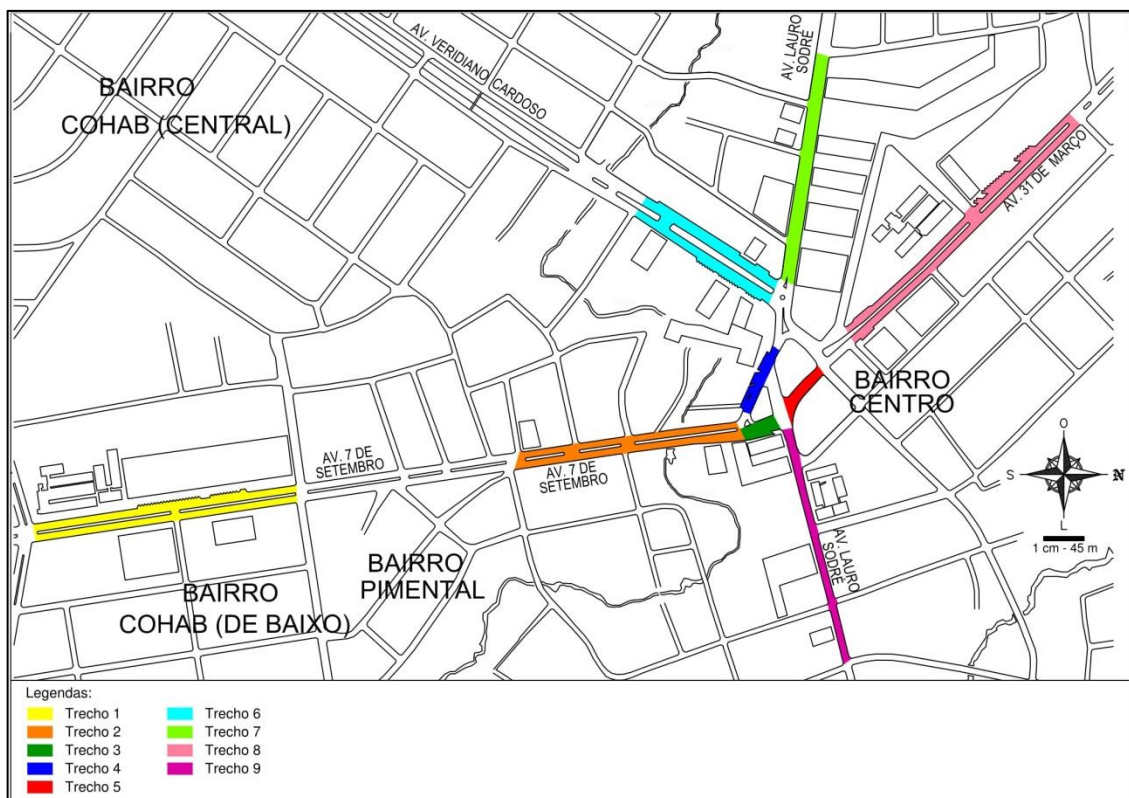 AV. LAURO
SODRÉ
AV. VERIDIANO CARDOSO
BAIRRO
COHAB (CENTRAL)
AV. 31 DE MARÇO
BAIRRO
CENTRO
AV. 7 DE
SETEMBRO
AV. 7 DE
SETEMBRO
O
S
N
L
1 cm - 45 m
AV. LAURO
SODRÉ
BAIRRO
PIMENTAL
BAIRRO
COHAB (DE BAIXO)
Legendas:
Trecho 1
Trecho 2
Trecho 3
Trecho 4
Trecho 5
Trecho 6
Trecho 7
Trecho 8
Trecho 9